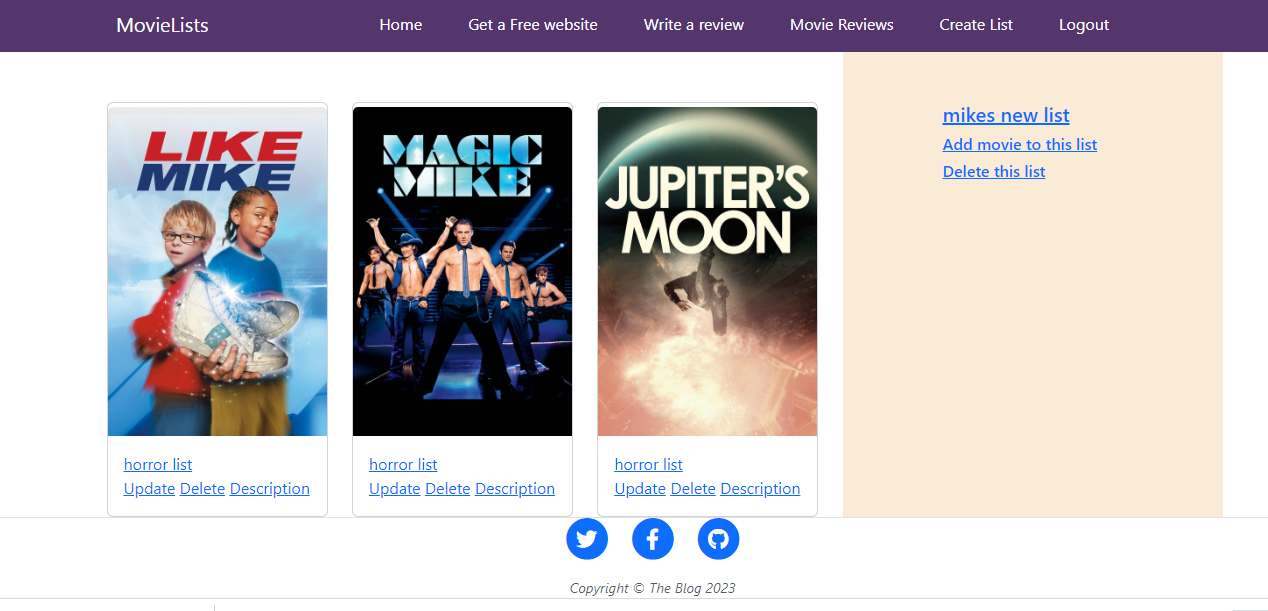 MovieLists Home Get a Free website Write a review Movie Reviews Create List Logout
LIKE
MIKE
MAGIC
MIKE
JUPITER'S
MOON
horror list
Update Delete Description
horror list
Update Delete Description
horror list
Update Delete Description
mikes new list
Add movie to this list
Delete this list
Copyright © The Blog 2023